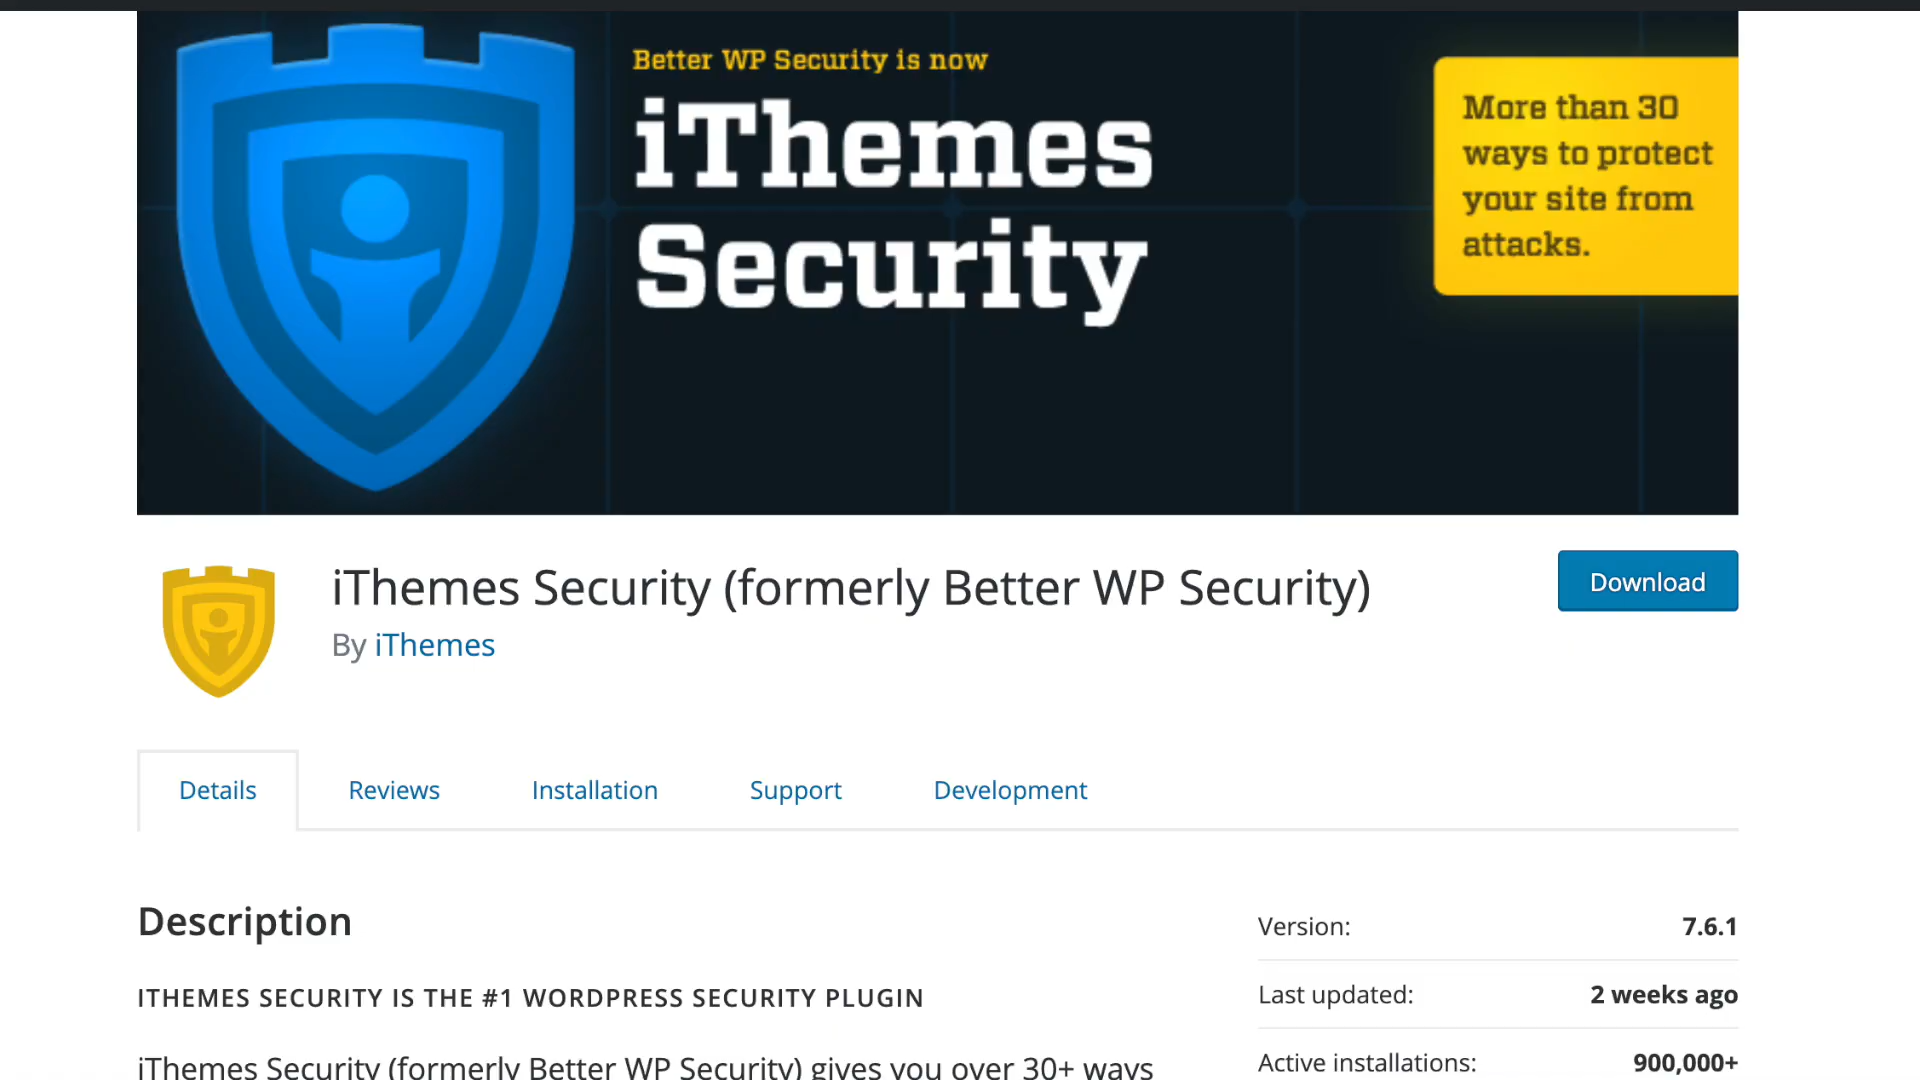 Better WP Security is now
iThemes
Security
More than 30
ways to protect
your site from
attacks.
iThemes Security (formerly Better WP Security)
By iThemes
Download
Details
Reviews
Installation
Support
Development
Description
ITHEMES SECURITY IS THE #1 WORDPRESS SECURITY PLUGIN
iThemes Security (formerly Better WP Security) gives you over 30+ ways
Version: 7.6.1
Last updated: 2 weeks ago
Active installations: 900,000+